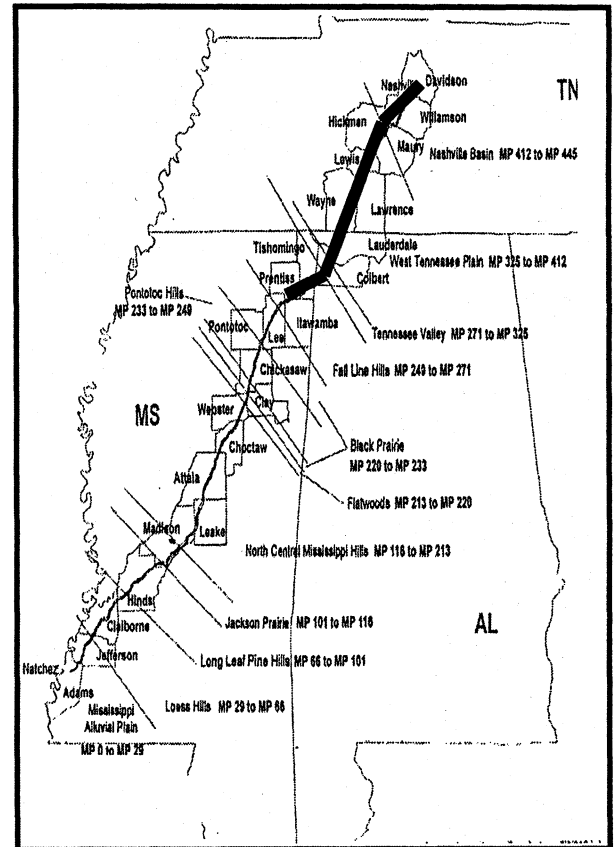 Nashville
Davidson
TN
Hickman
Williamson
Maury
Nashville Basin MP 412 to MP 445
Lewis
Wayne
Lawrence
Tishomingo
Lauderdale
West Tennessee Plain MP 325 to MP 412
Colbert
Prentiss
Pontotoc Hills
MP 233 to MP 249
Itawamba
Tennessee Valley MP 271 to MP 325
Pontotoc
Lee
Fall Line Hills MP 249 to MP 271
Chickasaw
MS
Webster
Clay
Choctaw
Black Prairie
MP 220 to MP 233
Attala
Flatwoods MP 213 to MP 220
Madison
Leake
North Central Mississippi Hills MP 116 to MP 213
Hinds
Jackson Prairie MP 101 to MP 116
AL
Claiborne
Jefferson
Long Leaf Pine Hills MP 66 to MP 101
Natchez
Adams
Loess Hills MP 29 to MP 66
Mississippi
Alluvial Plain
MP 0 to MP 29